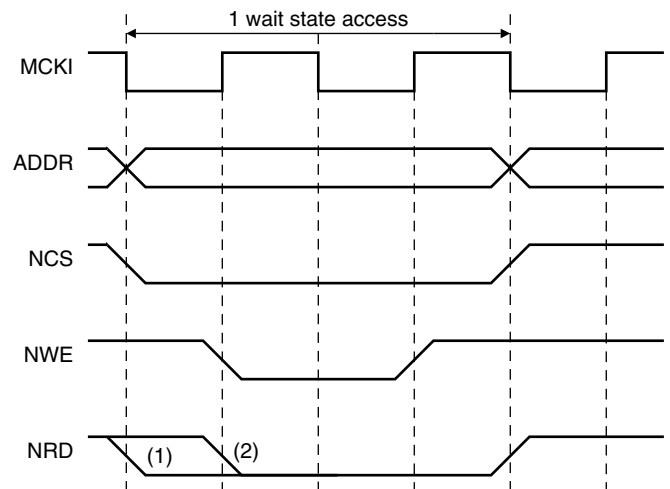 1 wait state access
MCKI
ADDR
NCS
NWE
NRD (1) (2)